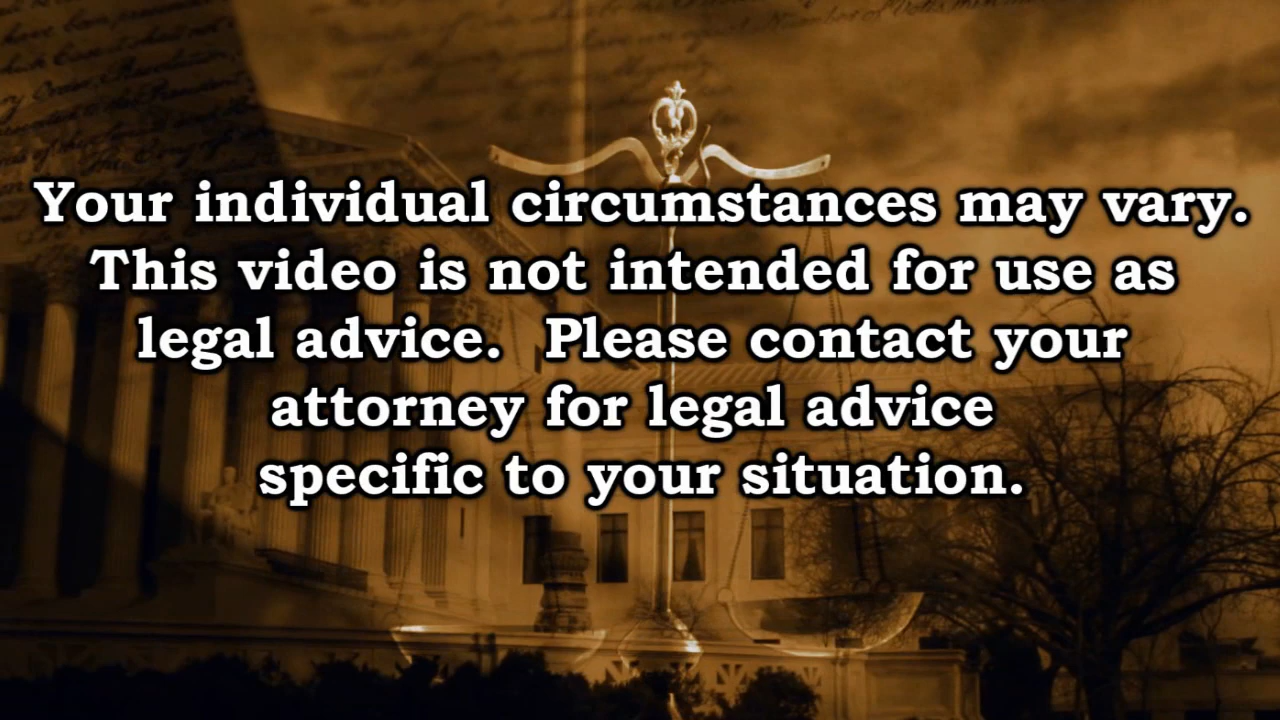 Your individual circumstances may vary.
This video is not intended for use as
legal advice. Please contact your
attorney for legal advice
specific to your situation.